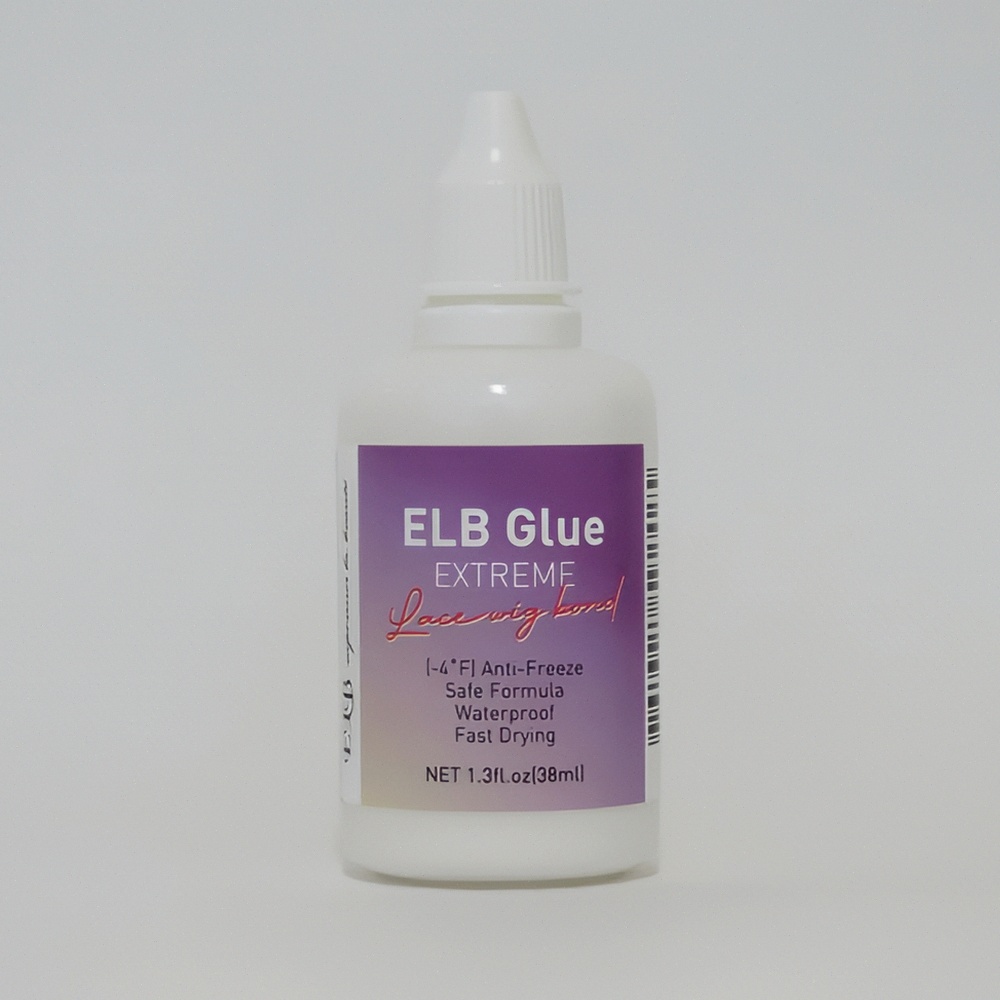 ELB Glue
EXTREME
Lace wig bond
(-4°F) Anti-Freeze
Safe Formula
Waterproof
Fast Drying
NET 1.3fl.oz(38ml)
ELB